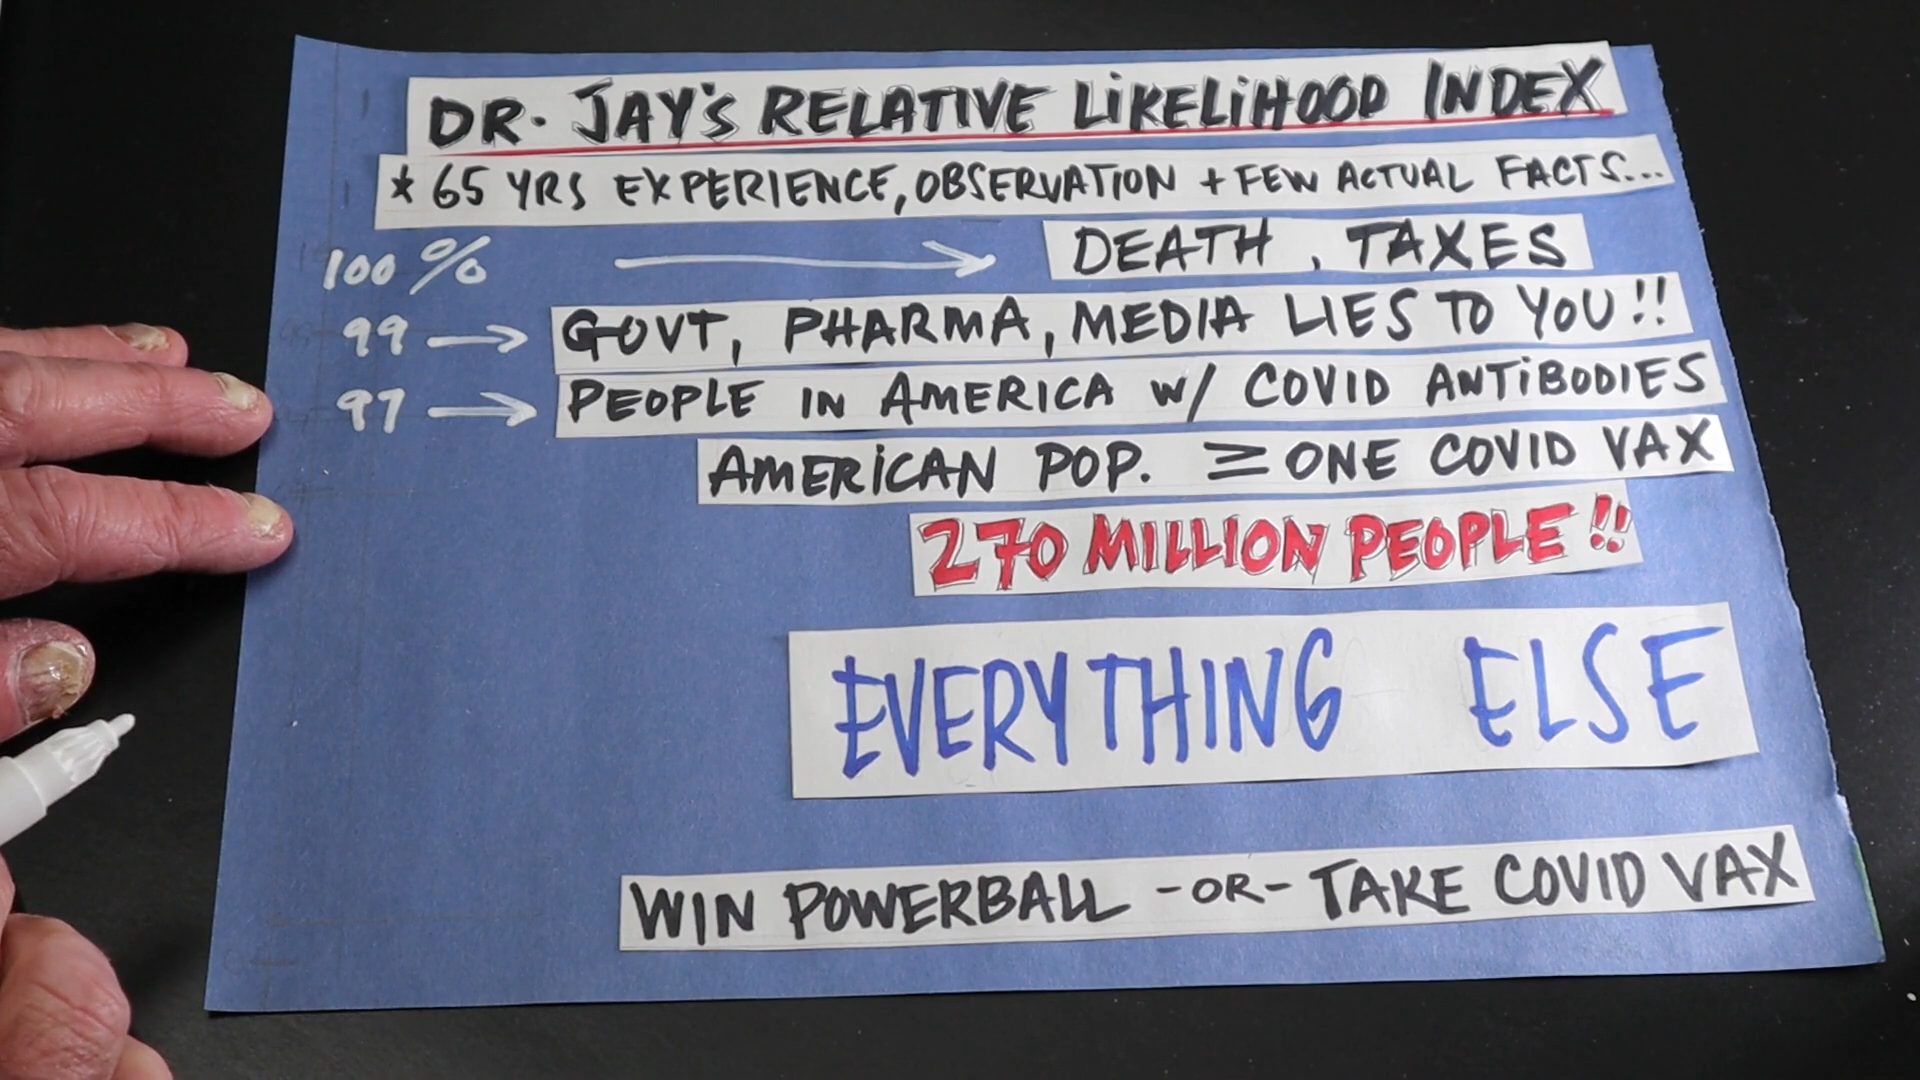 DR. JAY'S RELATIVE LIKELIHOOD INDEX
* 65 YRS EXPERIENCE, OBSERVATION + FEW ACTUAL FACTS...
100 % → DEATH, TAXES
99 → GOVT, PHARMA, MEDIA LIES TO YOU!!
97 → PEOPLE IN AMERICA W/ COVID ANTIBODIES
AMERICAN POP. ≥ ONE COVID VAX
270 MILLION PEOPLE!!
EVERYTHING ELSE
WIN POWERBALL -OR- TAKE COVID VAX